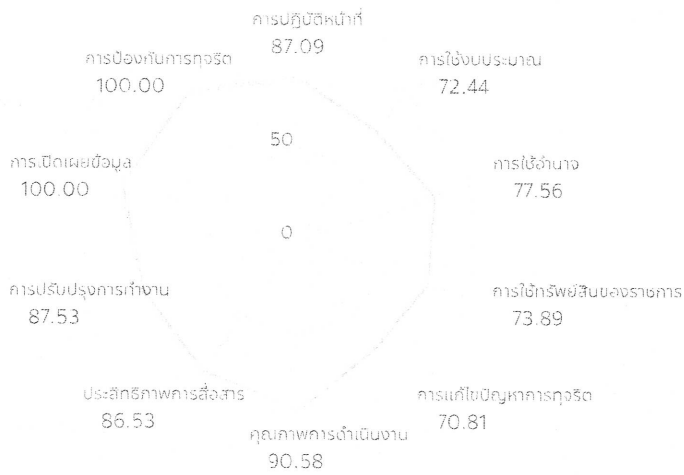 การปฏิบัติหน้าที่
87.09
การป้องกันการทุจริต
100.00
การใช้งบประมาณ
72.44
50
การเปิดเผยข้อมูล
100.00
การใช้อำนาจ
77.56
0
การปรับปรุงการทำงาน
87.53
การใช้ทรัพย์สินของราชการ
73.89
ประสิทธิภาพการสื่อสาร
86.53
การแก้ไขปัญหาการทุจริต
70.81
คุณภาพการดำเนินงาน
90.58